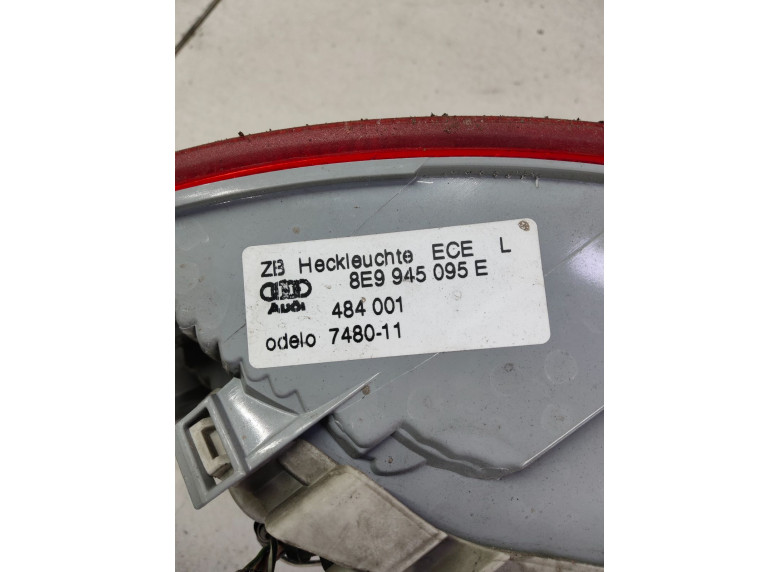 ZB Heckleuchte ECE L
8E9 945 095 E
AUDI
484 001
odelo 7480-11